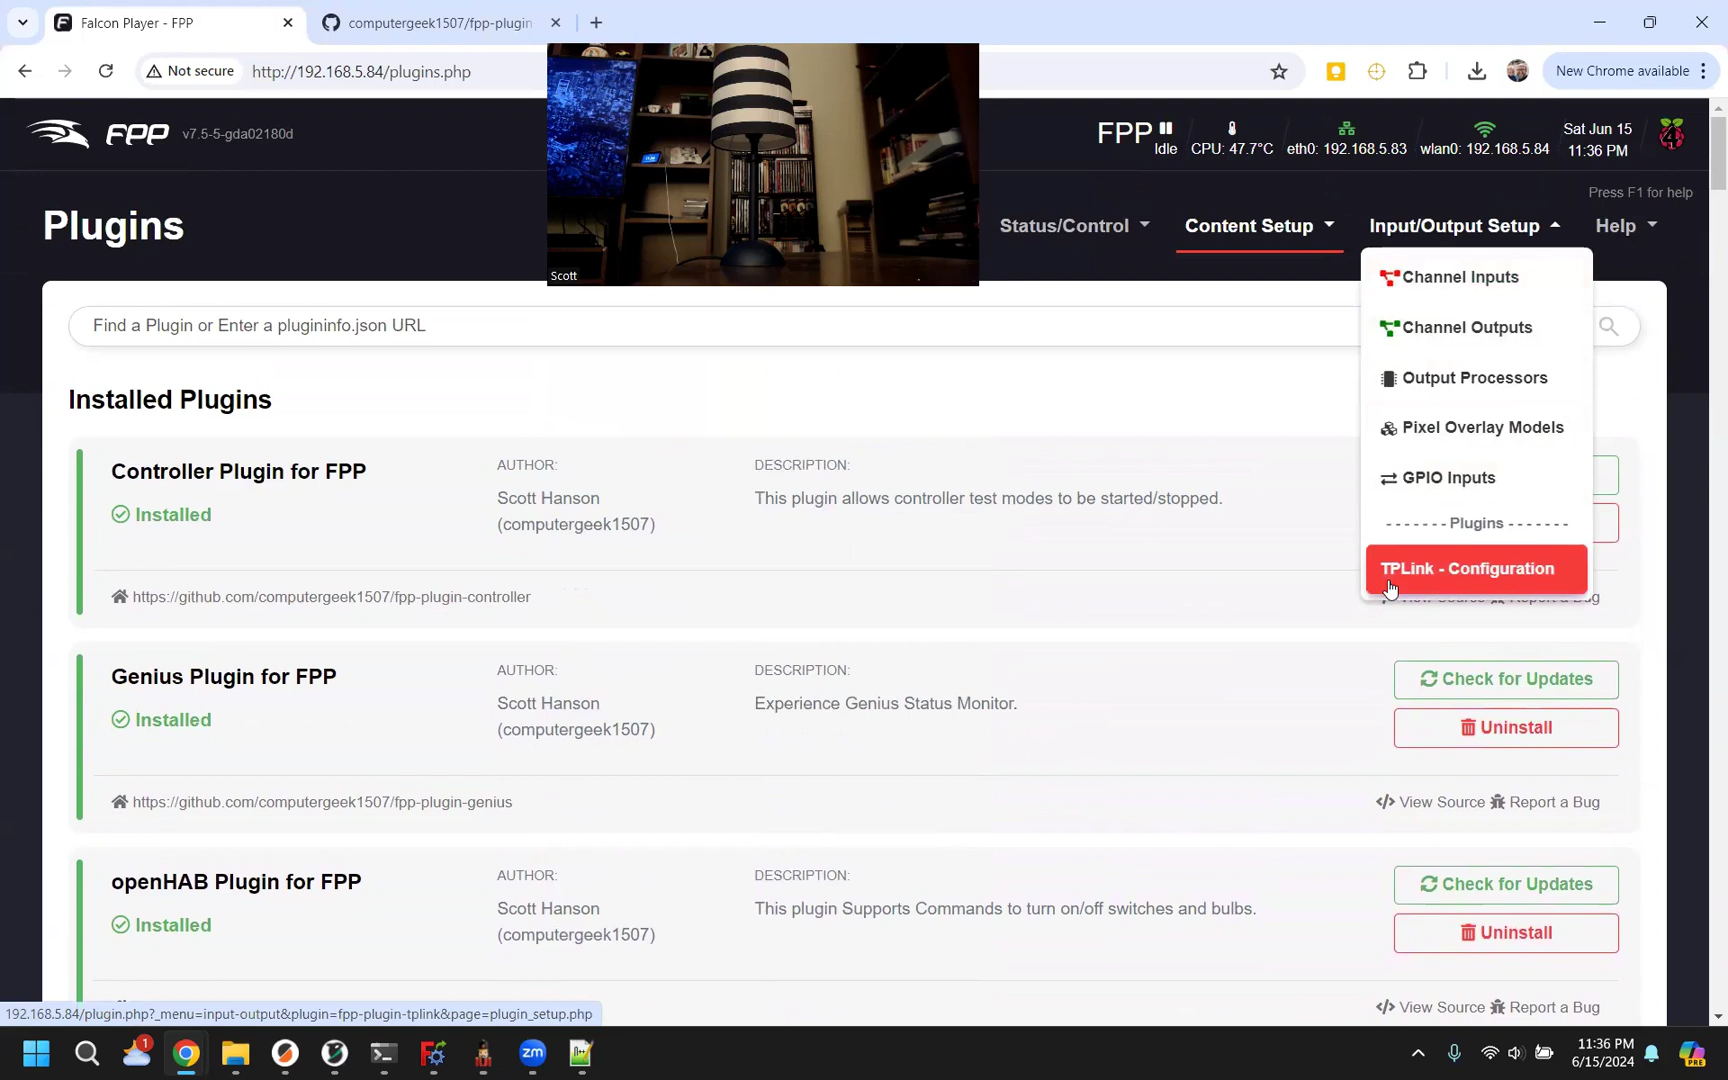 Falcon Player - FPP
computergeek1507/fpp-plugin
Not secure
http://192.168.5.84/plugins.php
New Chrome available
Scott
FPP
v7.5-5-gda02180d
FPP
Idle
CPU: 47.7°C
eth0: 192.168.5.83
wlan0: 192.168.5.84
Sat Jun 15
11:36 PM
Press F1 for help
Plugins
Status/Control
Content Setup
Input/Output Setup
Help
Channel Inputs
Channel Outputs
Output Processors
Pixel Overlay Models
GPIO Inputs
- - - - - - - Plugins - - - - - - -
TPLink - Configuration
Find a Plugin or Enter a plugininfo.json URL
Installed Plugins
Controller Plugin for FPP
Installed
AUTHOR:
Scott Hanson
(computergeek1507)
DESCRIPTION:
This plugin allows controller test modes to be started/stopped.
https://github.com/computergeek1507/fpp-plugin-controller
Genius Plugin for FPP
Installed
AUTHOR:
Scott Hanson
(computergeek1507)
DESCRIPTION:
Experience Genius Status Monitor.
Check for Updates
Uninstall
https://github.com/computergeek1507/fpp-plugin-genius
View Source
Report a Bug
openHAB Plugin for FPP
Installed
AUTHOR:
Scott Hanson
(computergeek1507)
DESCRIPTION:
This plugin Supports Commands to turn on/off switches and bulbs.
Check for Updates
Uninstall
View Source
Report a Bug
192.168.5.84/plugin.php?_menu=input-output&plugin=fpp-plugin-tplink&page=plugin_setup.php
1
zm
11:36 PM
6/15/2024
PRE